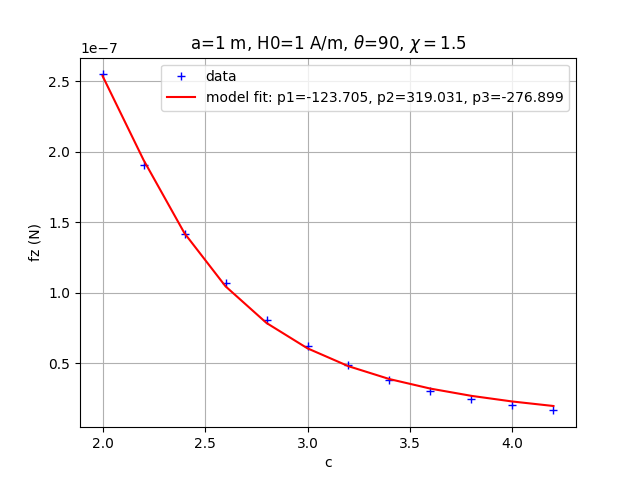 a=1 m, H0=1 A/m, θ=90, χ = 1.5
1e−7
data
model fit: p1=-123.705, p2=319.031, p3=-276.899
2.5
2.0
1.5
1.0
0.5
fz (N)
2.0 2.5 3.0 3.5 4.0
c